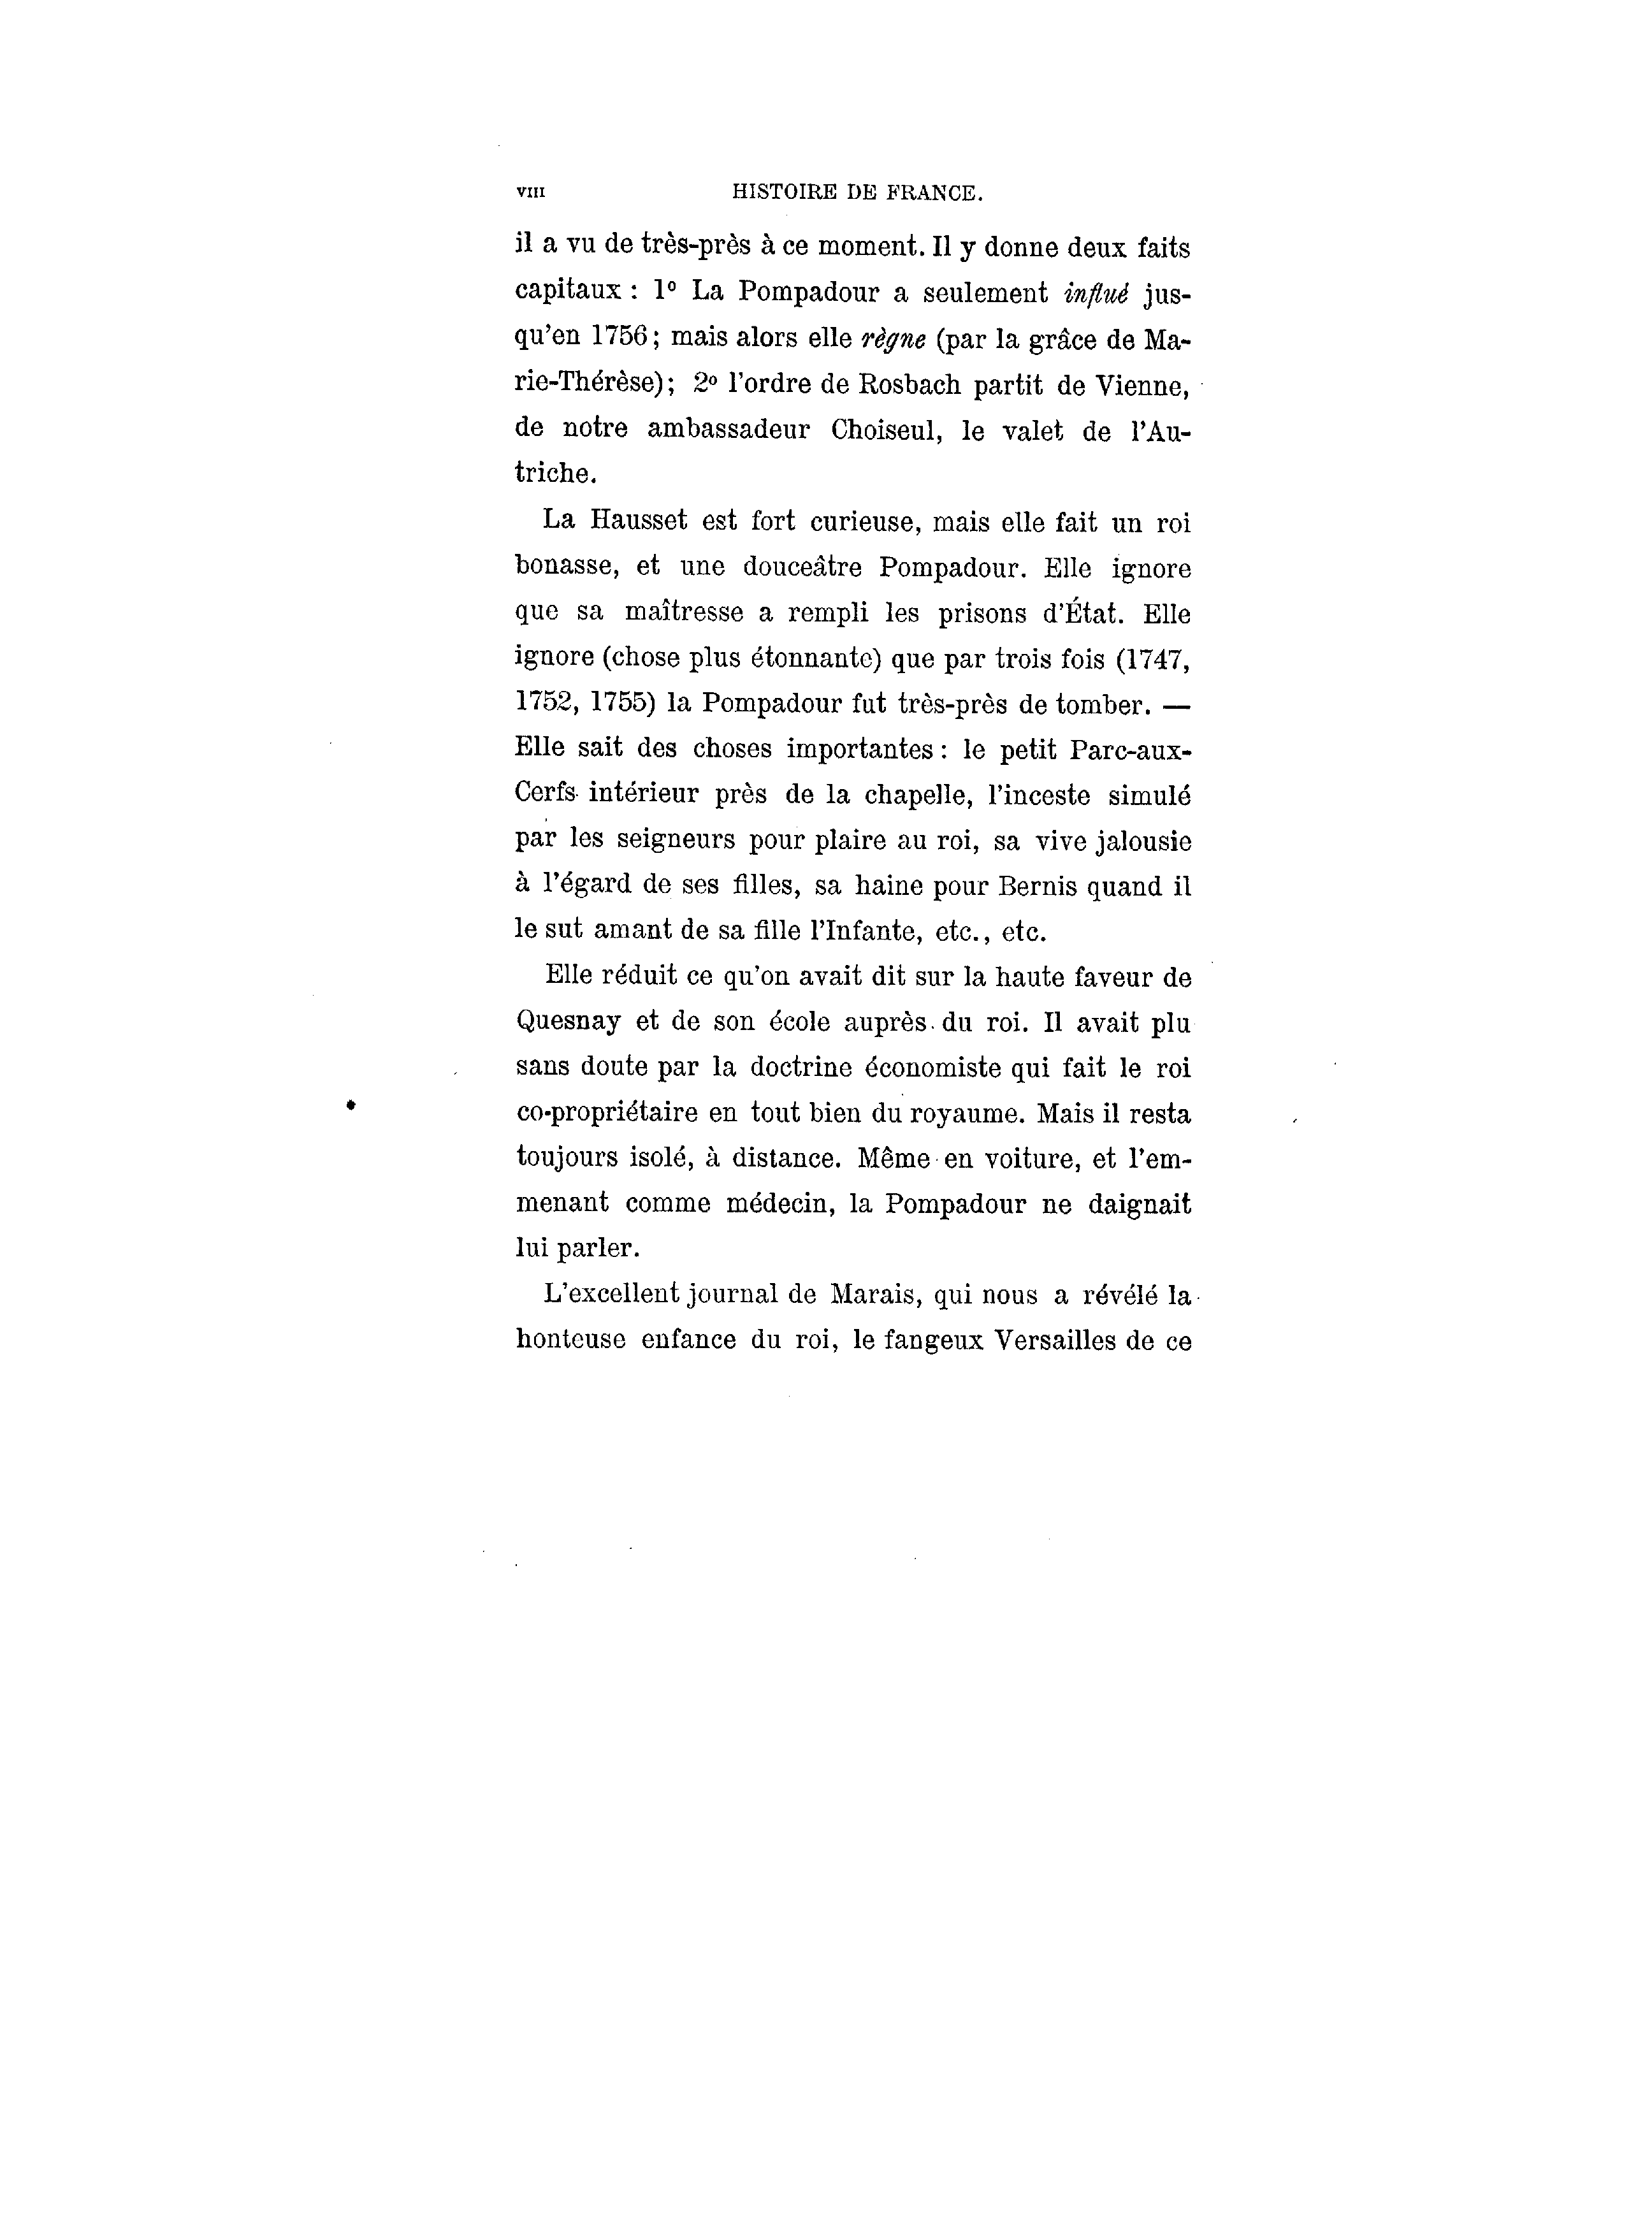 VIII HISTOIRE DE FRANCE.
il a vu de très-près à ce moment. Il y donne deux faits
capitaux : 1º La Pompadour a seulement influé jus-
qu'en 1756; mais alors elle règne (par la grâce de Ma-
rie-Thérèse); 2º l'ordre de Rosbach partit de Vienne,
de notre ambassadeur Choiseul, le valet de l'Au-
triche.
La Hausset est fort curieuse, mais elle fait un roi
bonasse, et une douceâtre Pompadour. Elle ignore
que sa maîtresse a rempli les prisons d'État. Elle
ignore (chose plus étonnante) que par trois fois (1747,
1752, 1755) la Pompadour fut très-près de tomber. —
Elle sait des choses importantes : le petit Parc-aux-
Cerfs intérieur près de la chapelle, l'inceste simulé
par les seigneurs pour plaire au roi, sa vive jalousie
à l'égard de ses filles, sa haine pour Bernis quand il
le sut amant de sa fille l'Infante, etc., etc.
Elle réduit ce qu'on avait dit sur la haute faveur de
Quesnay et de son école auprès du roi. Il avait plu
sans doute par la doctrine économiste qui fait le roi
co-propriétaire en tout bien du royaume. Mais il resta
toujours isolé, à distance. Même en voiture, et l'em-
menant comme médecin, la Pompadour ne daignait
lui parler.
L'excellent journal de Marais, qui nous a révélé la
honteuse enfance du roi, le fangeux Versailles de ce